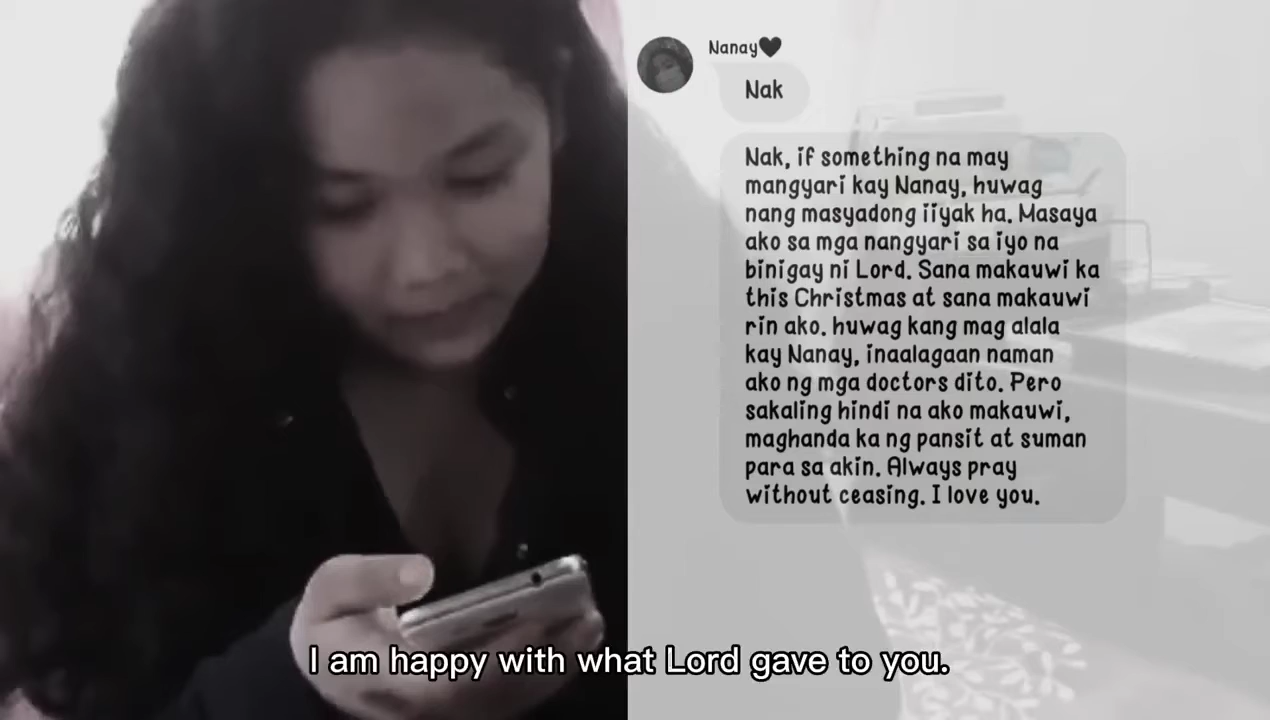 Nanay🖤
Nak
Nak, if something na may
mangyari kay Nanay, huwag
nang masyadong iiyak ha. Masaya
ako sa mga nangyari sa iyo na
binigay ni Lord. Sana makauwi ka
this Christmas at sana makauwi
rin ako. huwag kang mag alala
kay Nanay, inaalagaan naman
ako ng mga doctors dito. Pero
sakaling hindi na ako makauwi,
maghanda ka ng pansit at suman
para sa akin. Always pray
without ceasing. I love you.
I am happy with what Lord gave to you.